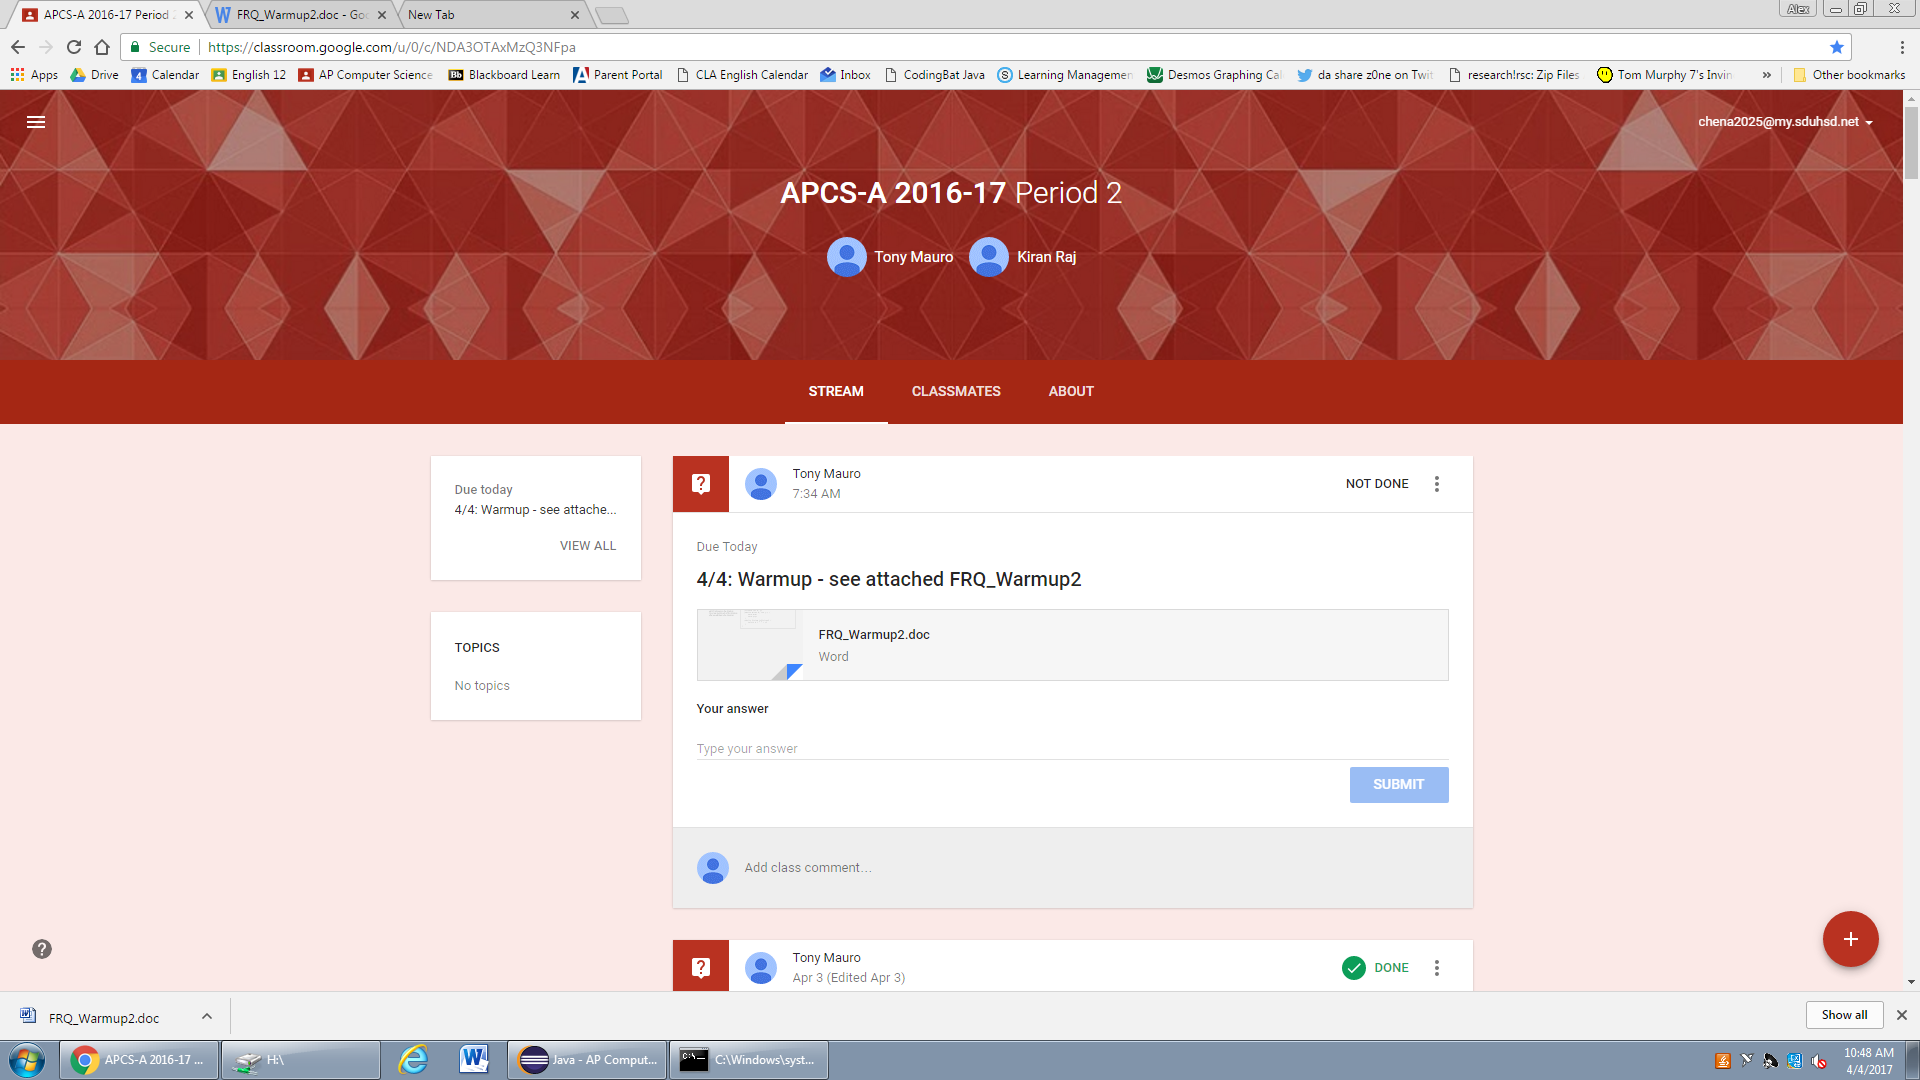 APCS-A 2016-17 Period 2
FRQ_Warmup2.doc - Goo
New Tab
Alex
Secure
https://classroom.google.com/u/0/c/NDA3OTAxMzQ3NFpa
Apps
Drive
4
Calendar
English 12
AP Computer Science
Bb
Blackboard Learn
Parent Portal
CLA English Calendar
Inbox
CodingBat Java
Learning Managemen
Desmos Graphing Cal
da share z0ne on Twit
research!rsc: Zip Files
Tom Murphy 7's Invin
»
Other bookmarks
chena2025@my.sduhsd.net
APCS-A 2016-17 Period 2
Tony Mauro
Kiran Raj
STREAM
CLASSMATES
ABOUT
Due today
4/4: Warmup - see attache...
VIEW ALL
TOPICS
No topics
Tony Mauro
7:34 AM
NOT DONE
Due Today
4/4: Warmup - see attached FRQ_Warmup2
FRQ_Warmup2.doc
Word
Your answer
Type your answer
SUBMIT
Add class comment...
Tony Mauro
Apr 3 (Edited Apr 3)
DONE
FRQ_Warmup2.doc
Show all
APCS-A 2016-17 ...
H:\
Java - AP Comput...
C:\Windows\syst...
10:48 AM
4/4/2017